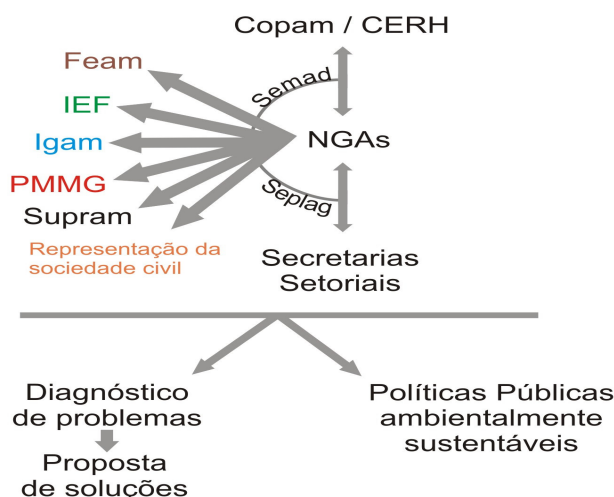 Copam / CERH
Feam
IEF
Igam
PMMG
Supram
Representação da
sociedade civil
Semad
NGAs
Seplag
Secretarias
Setoriais
Diagnóstico
de problemas
Proposta
de soluções
Políticas Públicas
ambientalmente
sustentáveis